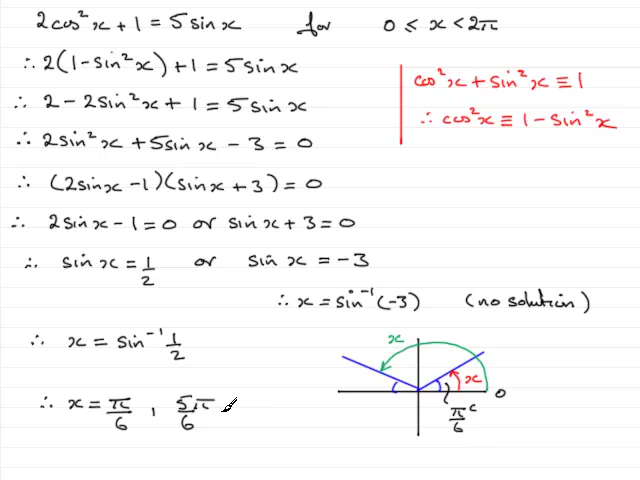 2cos²x + 1 = 5 sin x for 0 ≤ x < 2π
∴ 2(1 - sin²x) + 1 = 5 sin x
cos²x + sin²x ≡ 1
∴ 2 - 2sin²x + 1 = 5 sin x
∴ cos²x ≡ 1 - sin²x
∴ 2sin²x + 5sin x - 3 = 0
∴ (2sin x - 1)(sin x + 3) = 0
∴ 2sin x - 1 = 0 or sin x + 3 = 0
∴ sin x = 1/2 or sin x = -3
∴ x = sin⁻¹(-3) (no solution)
∴ x = sin⁻¹ 1/2
x
x
0
π/6 ᶜ
∴ x = π/6 , 5π/6